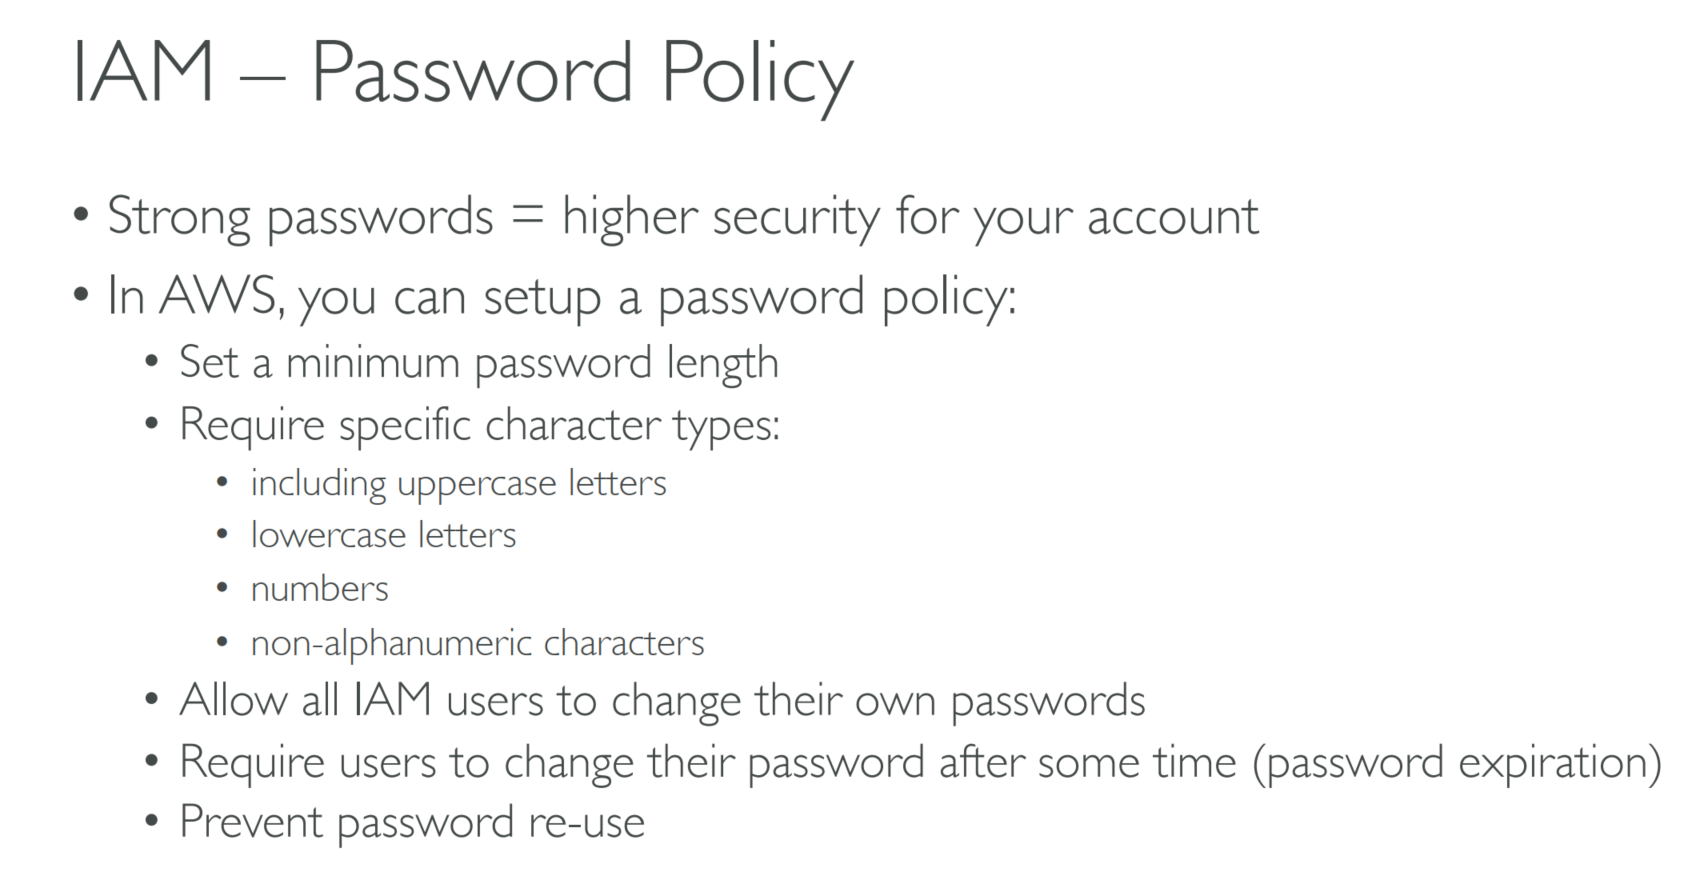 IAM – Password Policy
• Strong passwords = higher security for your account
• In AWS, you can setup a password policy:
• Set a minimum password length
• Require specific character types:
• including uppercase letters
• lowercase letters
• numbers
• non-alphanumeric characters
• Allow all IAM users to change their own passwords
• Require users to change their password after some time (password expiration)
• Prevent password re-use